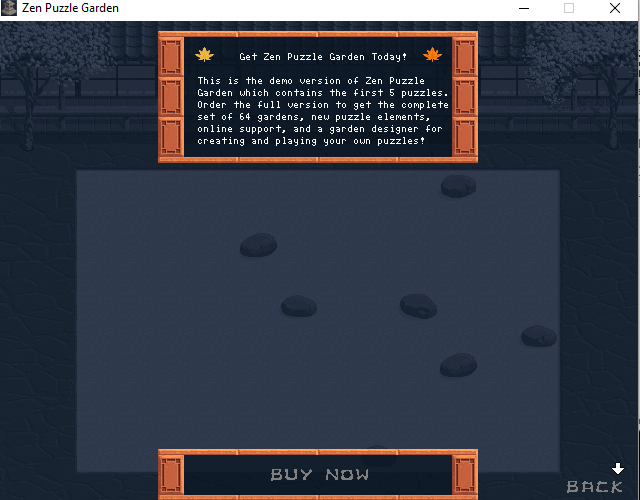 Zen Puzzle Garden
Get Zen Puzzle Garden Today!
This is the demo version of Zen Puzzle
Garden which contains the first 5 puzzles.
Order the full version to get the complete
set of 64 gardens, new puzzle elements,
online support, and a garden designer for
creating and playing your own puzzles!
BUY NOW
BACK